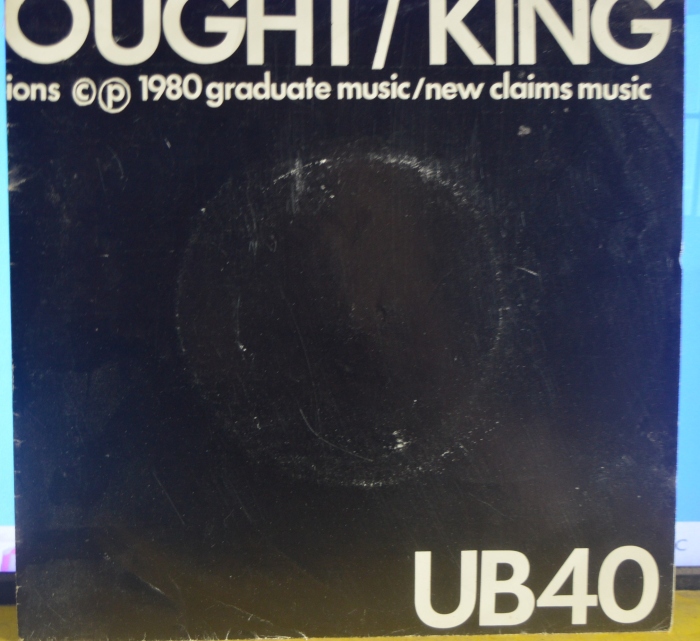 OUGHT/KING
ions ©℗ 1980 graduate music/new claims music
UB40